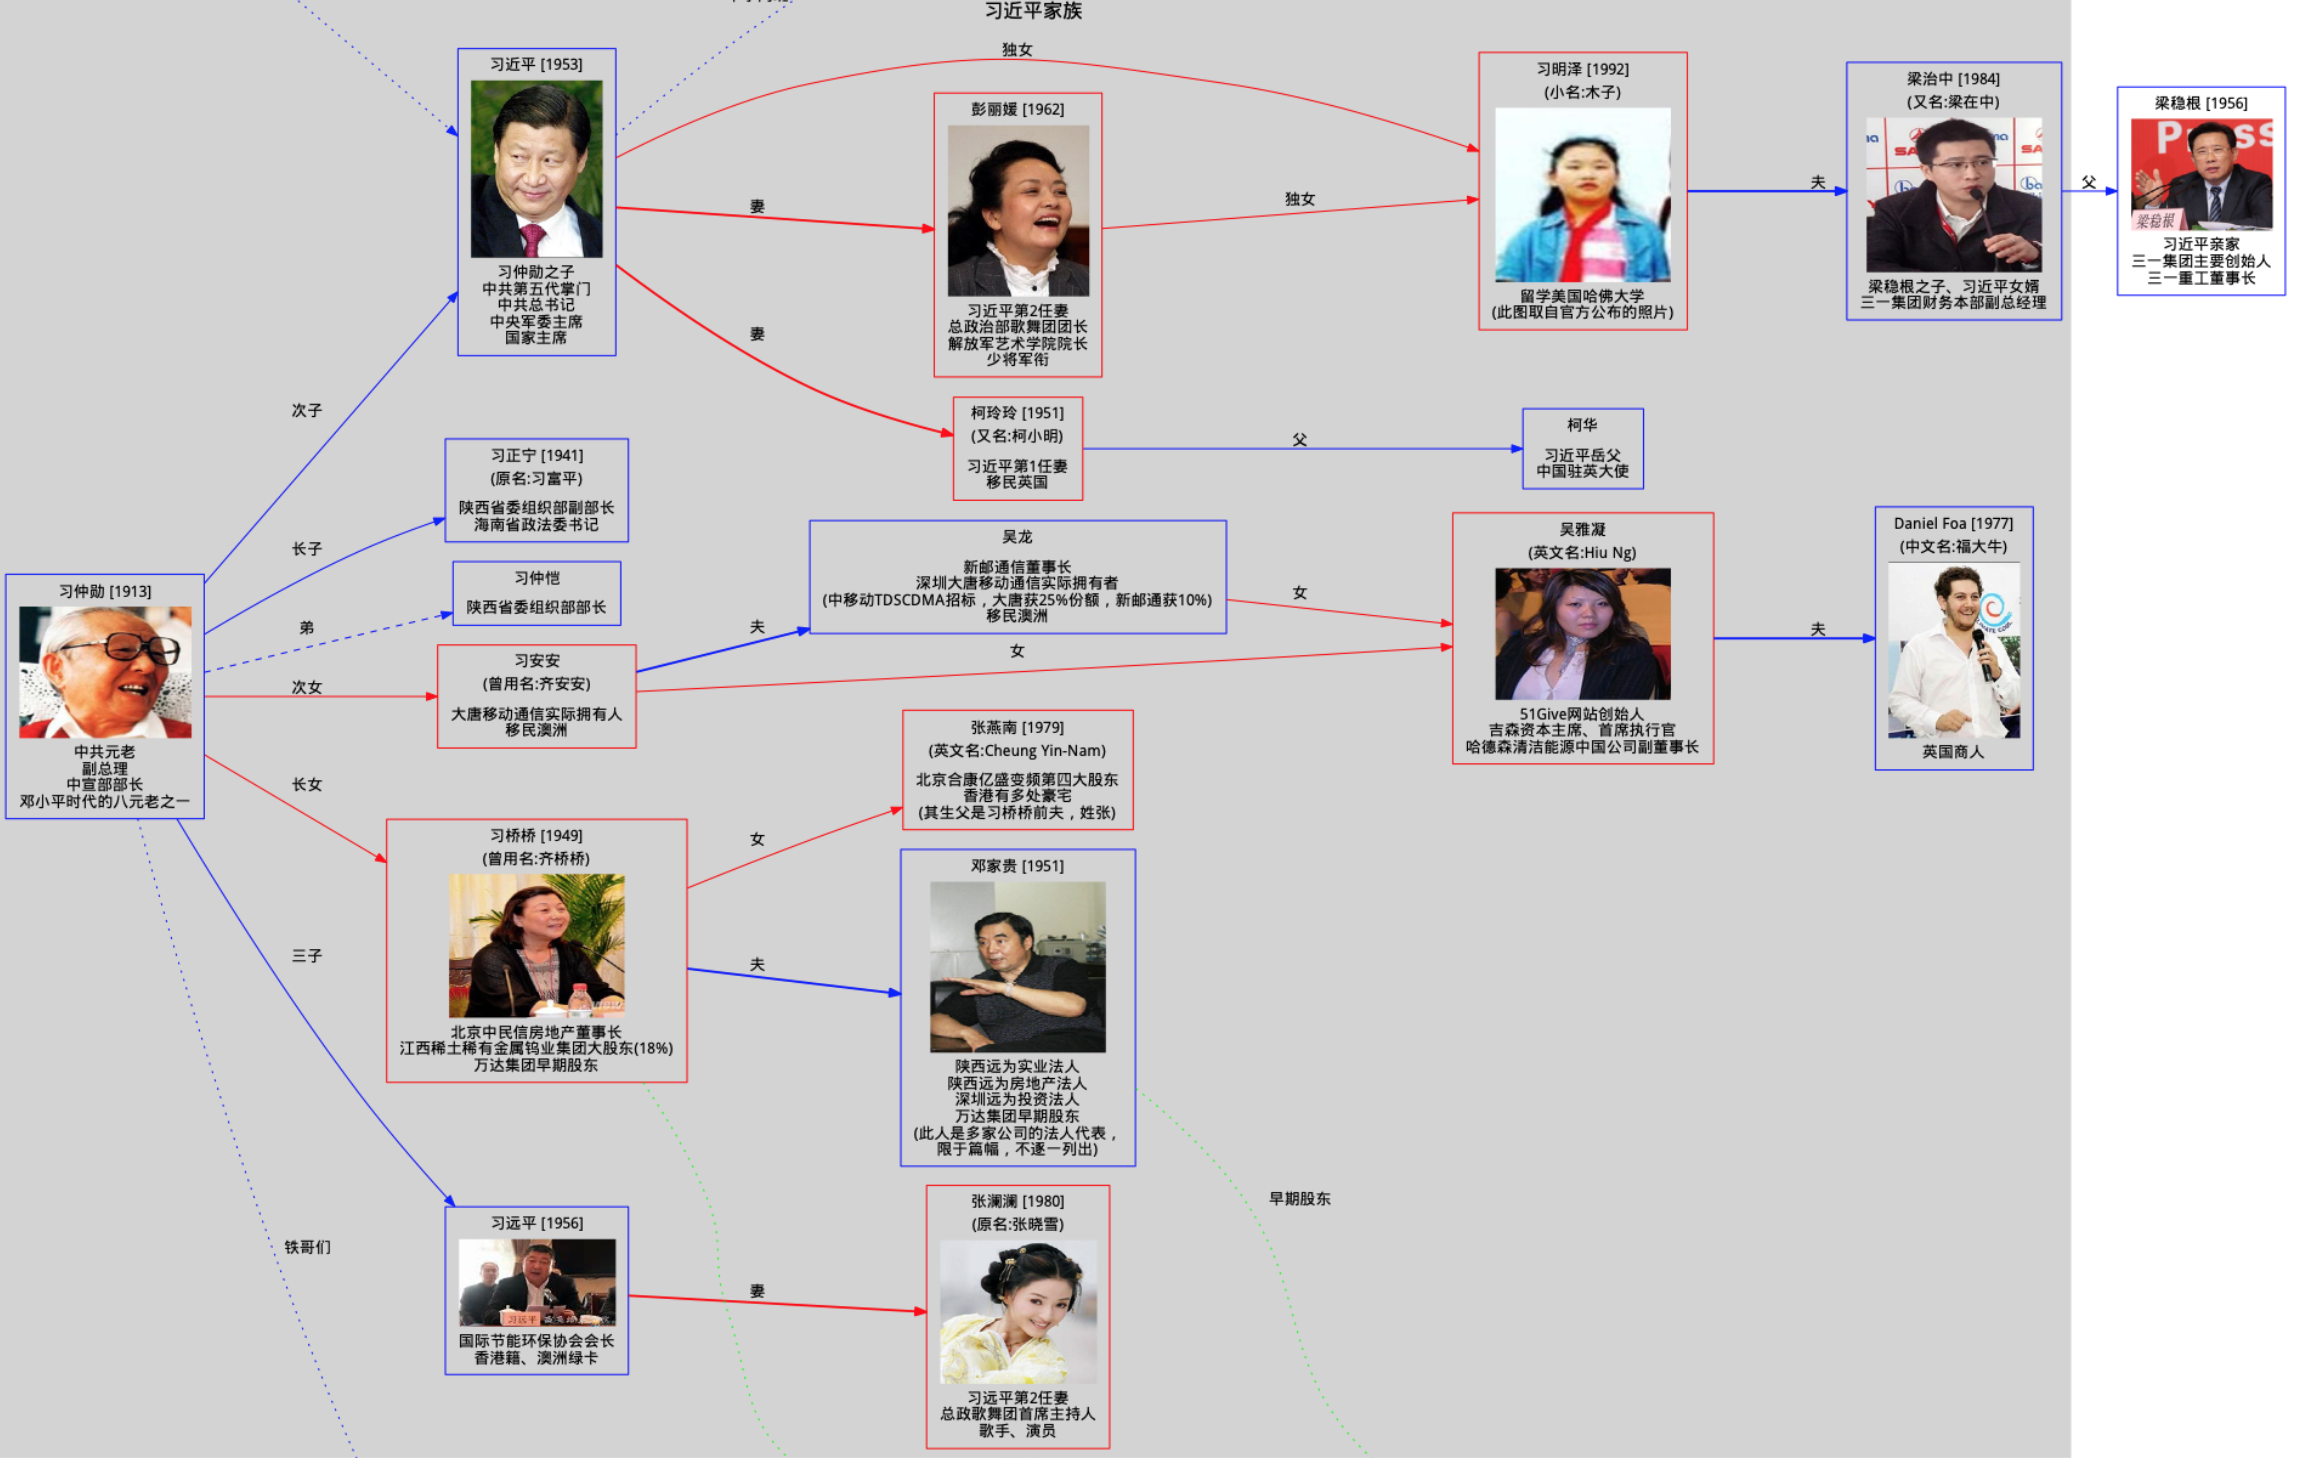 习近平家族
习近平 [1953]
习仲勋之子
中共第五代掌门
中共总书记
中央军委主席
国家主席
独女
妻
妻
彭丽媛 [1962]
习近平第2任妻
总政治部歌舞团团长
解放军艺术学院院长
少将军衔
独女
习明泽 [1992]
(小名:木子)
留学美国哈佛大学
(此图取自官方公布的照片)
夫
梁治中 [1984]
(又名:梁在中)
梁稳根之子、习近平女婿
三一集团财务本部副总经理
父
梁稳根 [1956]
梁稳根
习近平亲家
三一集团主要创始人
三一重工董事长
柯玲玲 [1951]
(又名:柯小明)
习近平第1任妻
移民英国
父
柯华
习近平岳父
中国驻英大使
次子
长子
弟
次女
长女
三子
铁哥们
习仲勋 [1913]
中共元老
副总理
中宣部部长
邓小平时代的八元老之一
习正宁 [1941]
(原名:习富平)
陕西省委组织部副部长
海南省政法委书记
习仲恺
陕西省委组织部部长
习安安
(曾用名:齐安安)
大唐移动通信实际拥有人
移民澳洲
夫
女
吴龙
新邮通信董事长
深圳大唐移动通信实际拥有者
(中移动TDSCDMA招标，大唐获25%份额，新邮通获10%)
移民澳洲
女
吴雅凝
(英文名:Hiu Ng)
51Give网站创始人
吉森资本主席、首席执行官
哈德森清洁能源中国公司副董事长
夫
Daniel Foa [1977]
(中文名:福大牛)
英国商人
习桥桥 [1949]
(曾用名:齐桥桥)
北京中民信房地产董事长
江西稀土稀有金属钨业集团大股东(18%)
万达集团早期股东
女
夫
张燕南 [1979]
(英文名:Cheung Yin-Nam)
北京合康亿盛变频第四大股东
香港有多处豪宅
(其生父是习桥桥前夫，姓张)
邓家贵 [1951]
陕西远为实业法人
陕西远为房地产法人
深圳远为投资法人
万达集团早期股东
(此人是多家公司的法人代表，
限于篇幅，不逐一列出)
早期股东
习远平 [1956]
习远平
国际节能环保协会会长
香港籍、澳洲绿卡
妻
张澜澜 [1980]
(原名:张晓雪)
习远平第2任妻
总政歌舞团首席主持人
歌手、演员